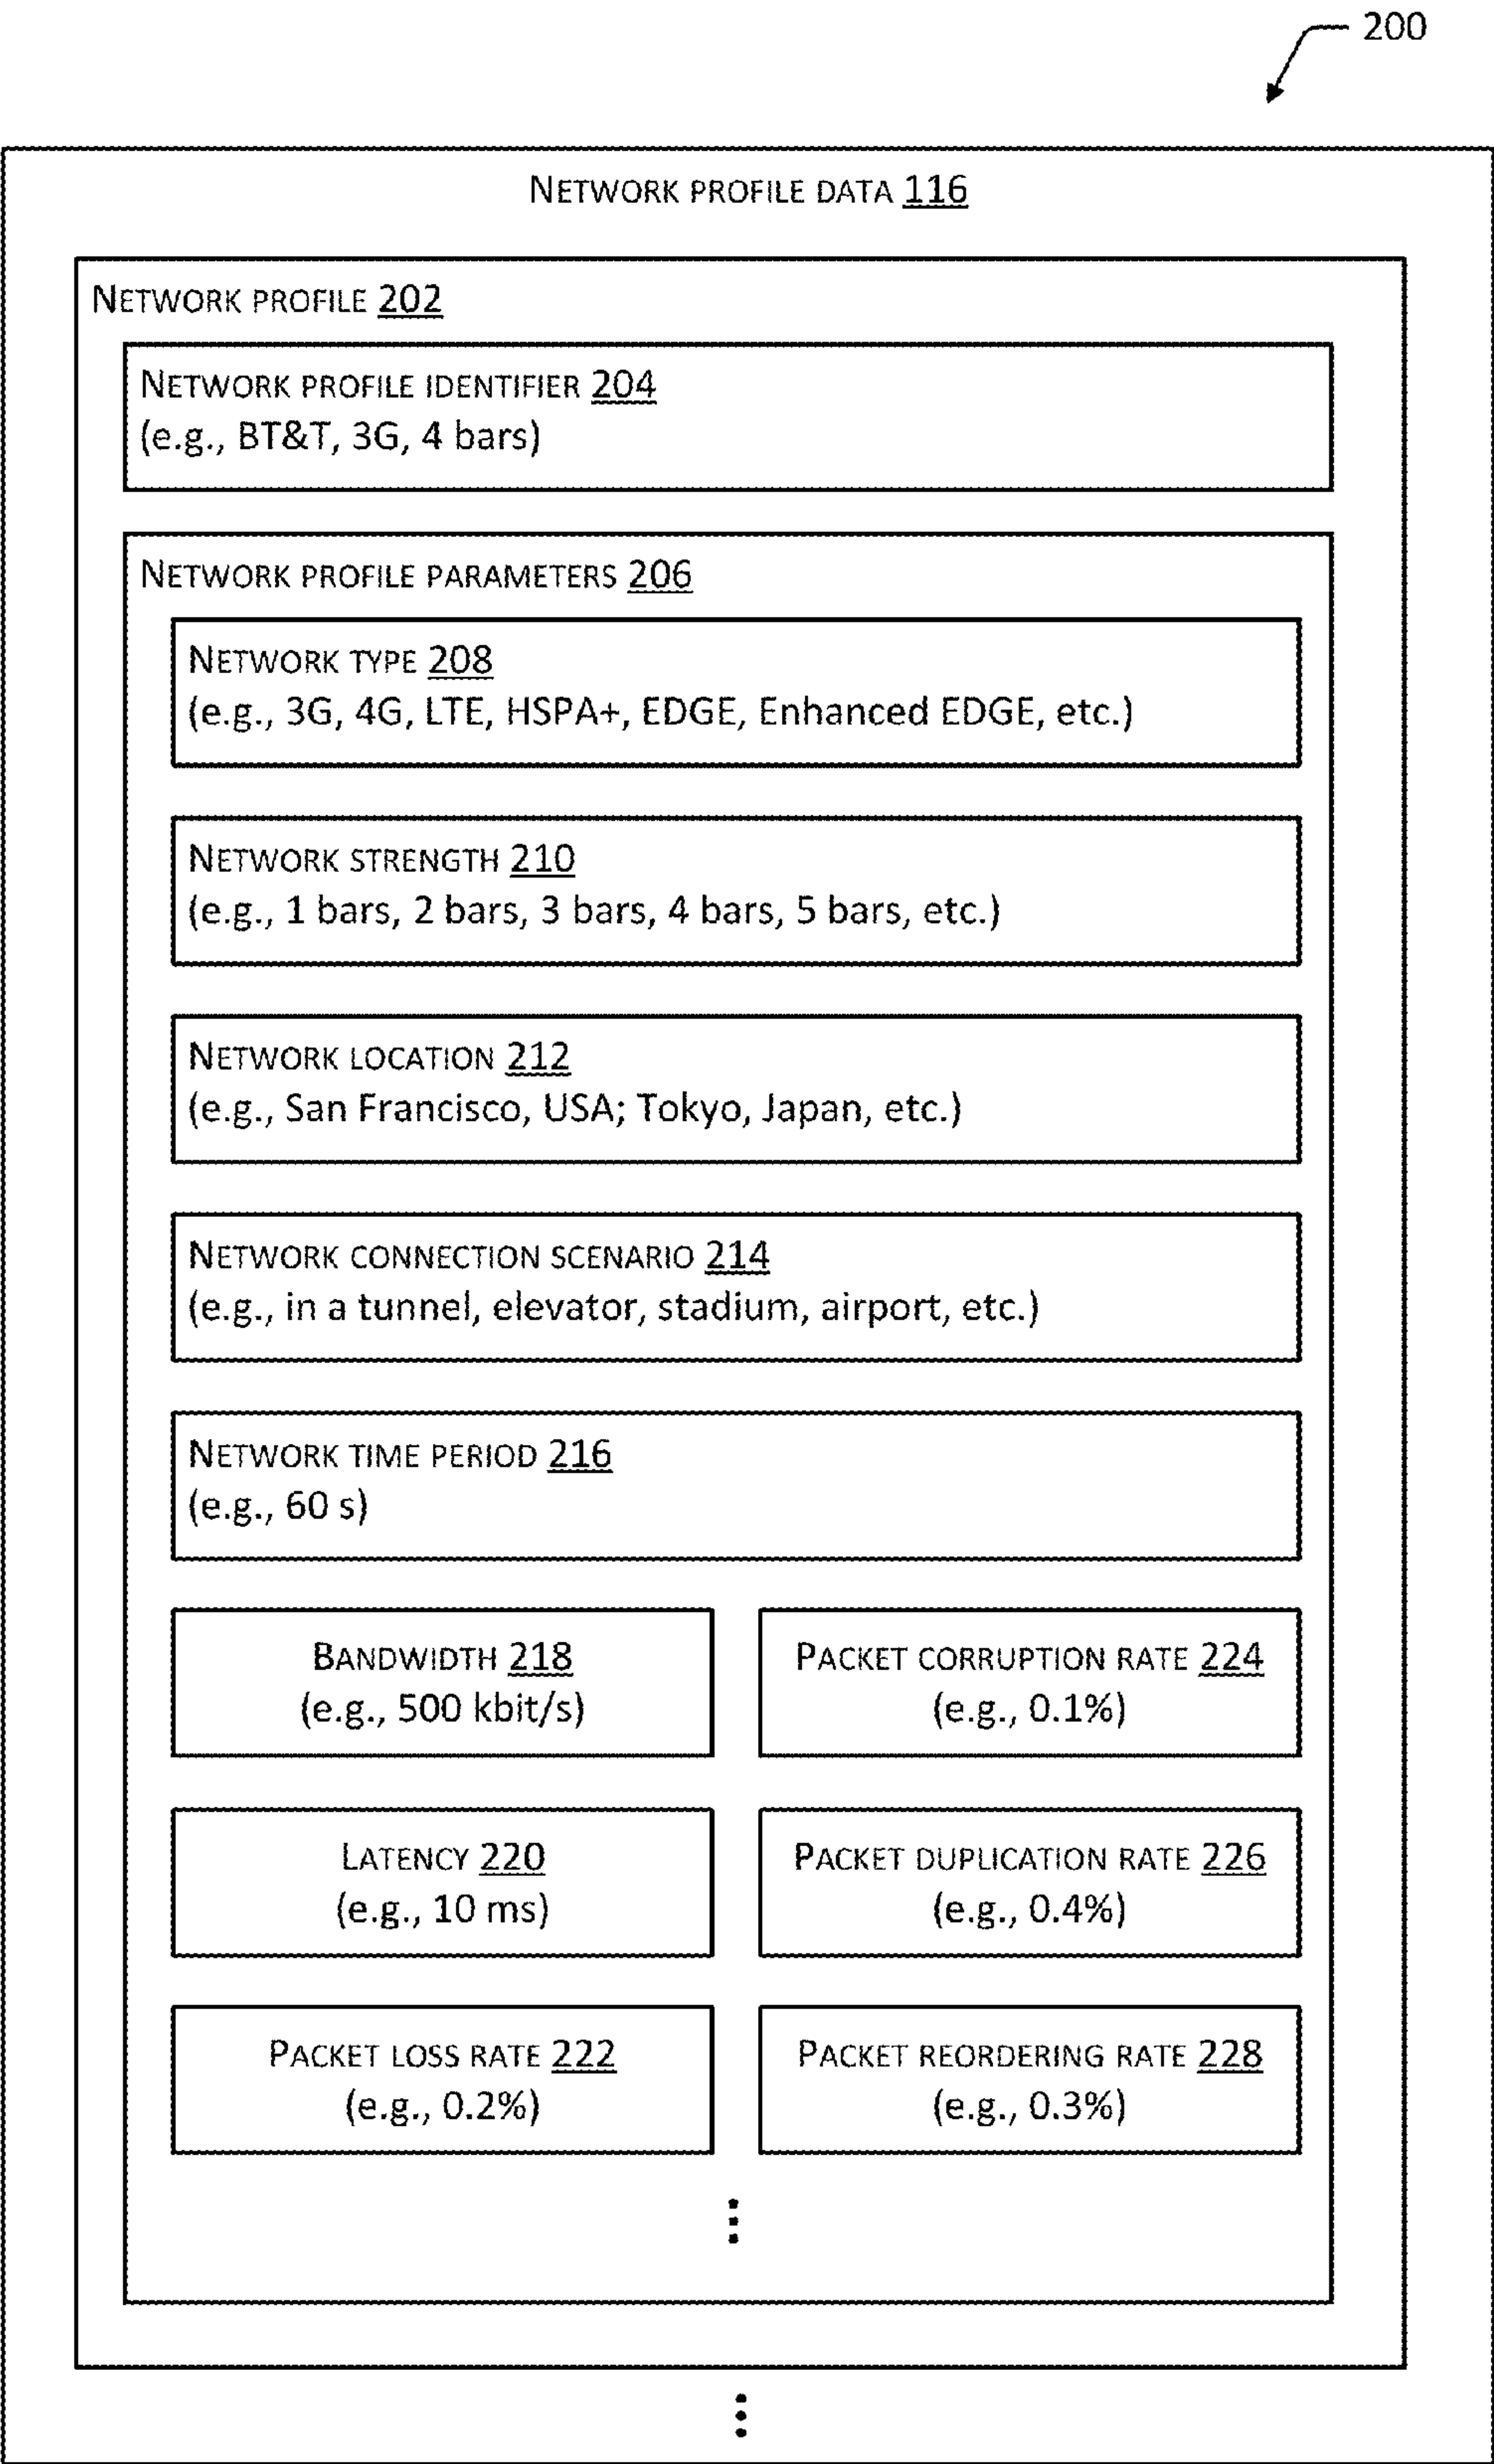 200
NETWORK PROFILE DATA 116
NETWORK PROFILE 202
NETWORK PROFILE IDENTIFIER 204
(e.g., BT&T, 3G, 4 bars)
NETWORK PROFILE PARAMETERS 206
NETWORK TYPE 208
(e.g., 3G, 4G, LTE, HSPA+, EDGE, Enhanced EDGE, etc.)
NETWORK STRENGTH 210
(e.g., 1 bars, 2 bars, 3 bars, 4 bars, 5 bars, etc.)
NETWORK LOCATION 212
(e.g., San Francisco, USA; Tokyo, Japan, etc.)
NETWORK CONNECTION SCENARIO 214
(e.g., in a tunnel, elevator, stadium, airport, etc.)
NETWORK TIME PERIOD 216
(e.g., 60 s)
BANDWIDTH 218
(e.g., 500 kbit/s)
PACKET CORRUPTION RATE 224
(e.g., 0.1%)
LATENCY 220
(e.g., 10 ms)
PACKET DUPLICATION RATE 226
(e.g., 0.4%)
PACKET LOSS RATE 222
(e.g., 0.2%)
PACKET REORDERING RATE 228
(e.g., 0.3%)